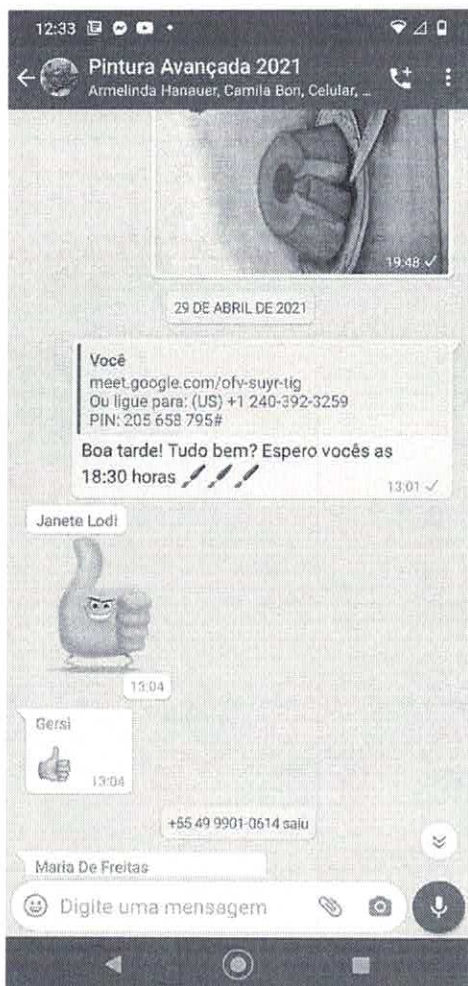 12:33
Pintura Avançada 2021
Armelinda Hanauer, Camila Bon, Celular, ...
19:48
29 DE ABRIL DE 2021
Você
meet.google.com/ofv-suyr-tig
Ou ligue para: (US) +1 240-392-3259
PIN: 205 658 795#
Boa tarde! Tudo bem? Espero vocês as
18:30 horas
13:01
Janete Lodi
13:04
Gersi
13:04
+55 49 9901-0614 saiu
Maria De Freitas
Digite uma mensagem